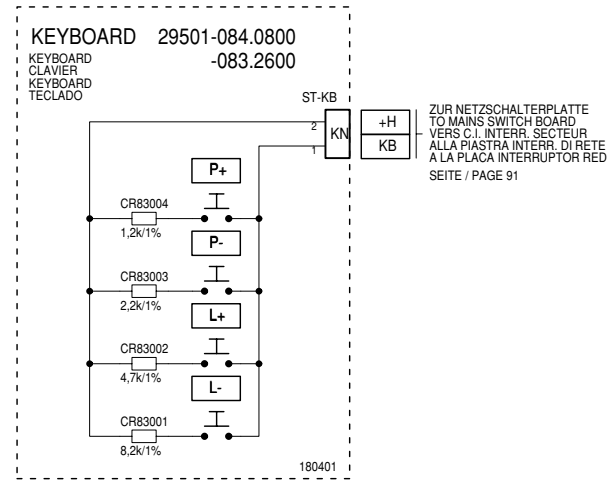 KEYBOARD 29501-084.0800
-083.2600
KEYBOARD
CLAVIER
KEYBOARD
TECLADO
ST-KB
2
KN
1
+H
KB
ZUR NETZSCHALTERPLATTE
TO MAINS SWITCH BOARD
VERS C.I. INTERR. SECTEUR
ALLA PIASTRA INTERR. DI RETE
A LA PLACA INTERRUPTOR RED
SEITE / PAGE 91
P+
CR83004
1,2k/1%
P-
CR83003
2,2k/1%
L+
CR83002
4,7k/1%
L-
CR83001
8,2k/1%
180401